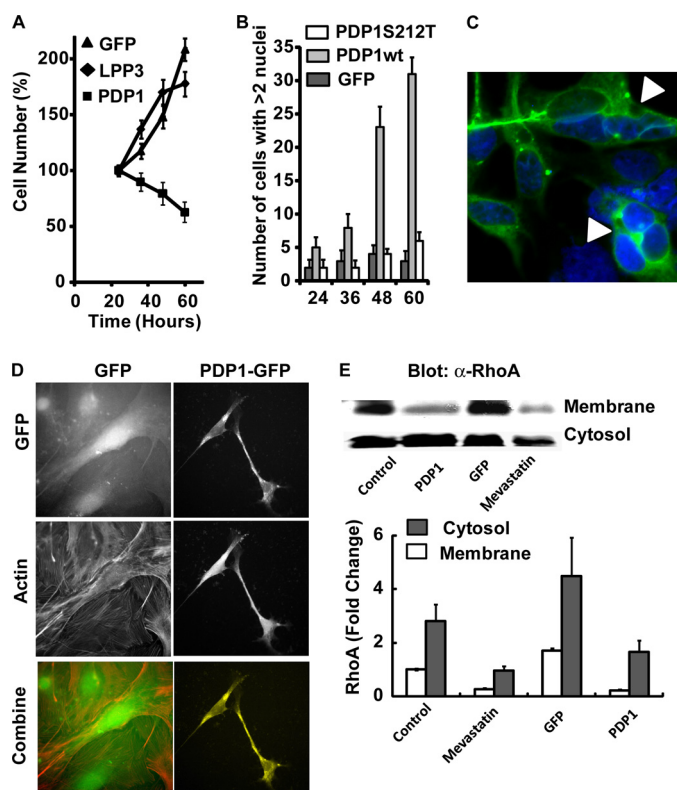 A
GFP
LPP3
PDP1
Cell Number (%)
200
150
100
50
0
0 20 40 60
Time (Hours)
B
PDP1S212T
PDP1wt
GFP
Number of cells with >2 nuclei
35
30
25
20
15
10
5
0
24 36 48 60
C
D
GFP PDP1-GFP
GFP
Actin
Combine
E Blot: α-RhoA
Membrane
Cytosol
Control PDP1 GFP Mevastatin
Cytosol
Membrane
RhoA (Fold Change)
6
4
2
0
Control Mevastatin GFP PDP1